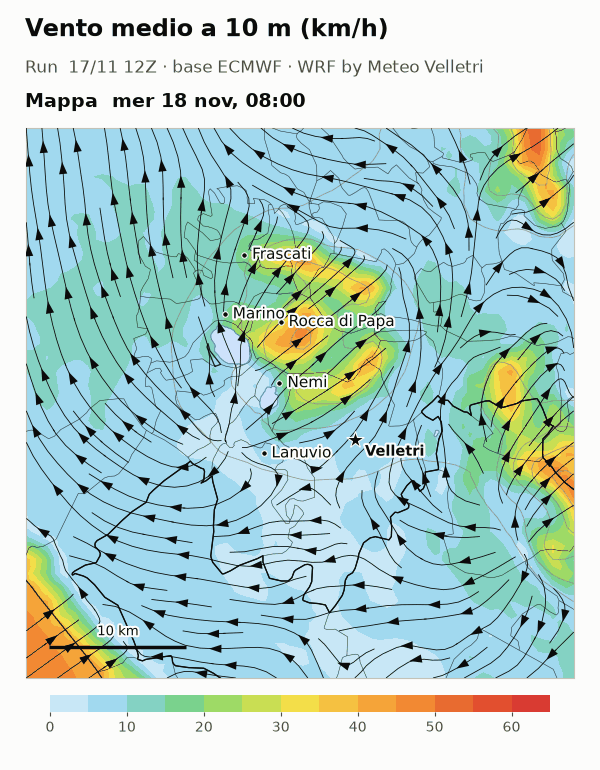 Vento medio a 10 m (km/h)
Run  17/11 12Z · base ECMWF · WRF by Meteo Velletri
Mappa  mer 18 nov, 08:00
Frascati
Marino
Rocca di Papa
Nemi
Velletri
Lanuvio
10 km
0 10 20 30 40 50 60